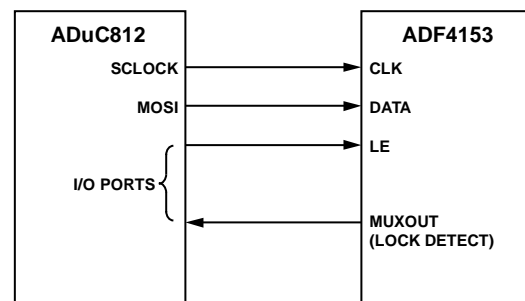 ADuC812
ADF4153
SCLOCK
CLK
MOSI
DATA
LE
I/O PORTS
MUXOUT
(LOCK DETECT)